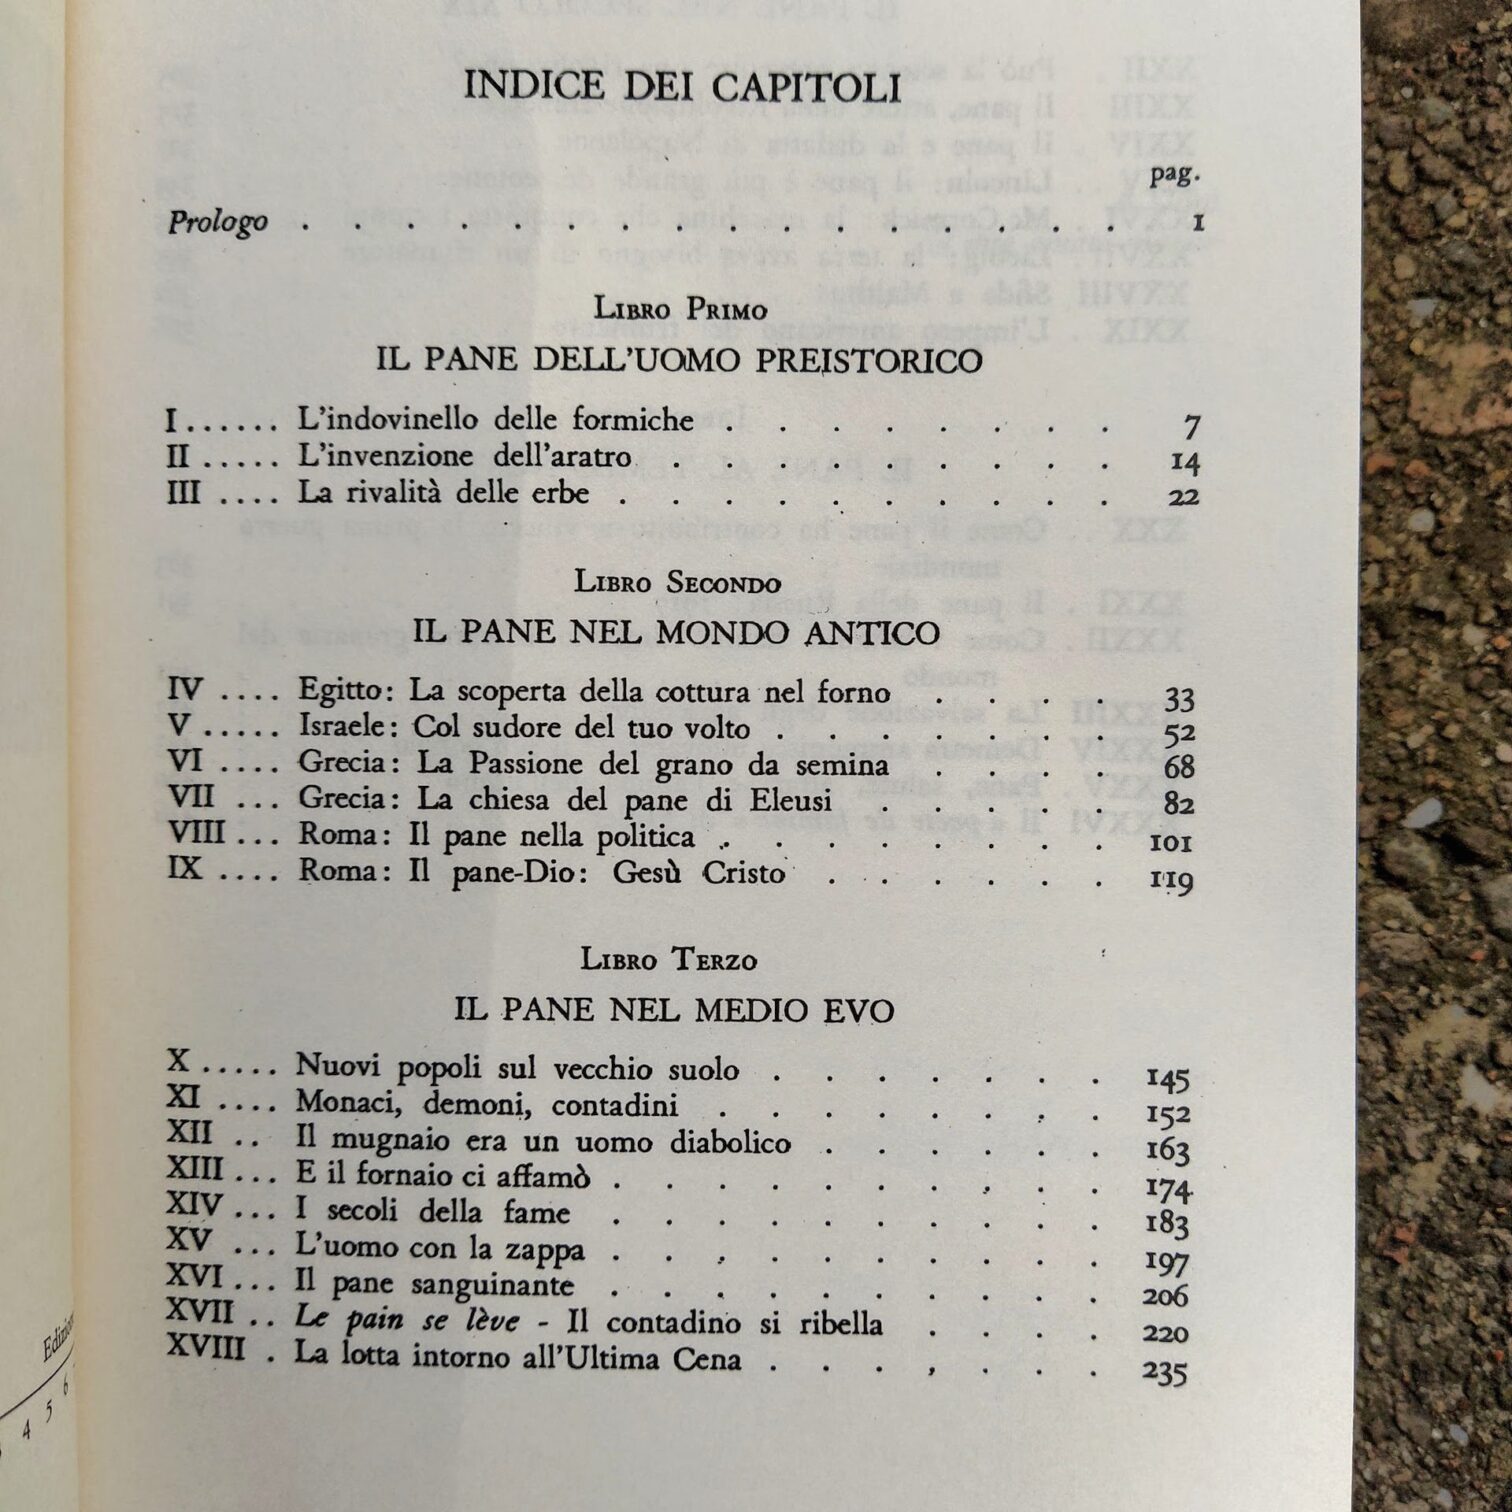 INDICE DEI CAPITOLI
pag.
Prologo . . . . . . . . . . . . . . . . 1
Libro Primo
IL PANE DELL'UOMO PREISTORICO
I . . . . . . L'indovinello delle formiche . . . . . . . . 7
II . . . . . L'invenzione dell'aratro . . . . . . . . . 14
III . . . . La rivalità delle erbe . . . . . . . . . . 22
Libro Secondo
IL PANE NEL MONDO ANTICO
IV . . . . Egitto: La scoperta della cottura nel forno . . . . 33
V . . . . . Israele: Col sudore del tuo volto . . . . . . . 52
VI . . . . Grecia: La Passione del grano da semina . . . . 68
VII . . . Grecia: La chiesa del pane di Eleusi . . . . . 82
VIII . . . Roma: Il pane nella politica . . . . . . . . 101
IX . . . . Roma: Il pane-Dio: Gesù Cristo . . . . . . 119
Libro Terzo
IL PANE NEL MEDIO EVO
X . . . . . Nuovi popoli sul vecchio suolo . . . . . . . 145
XI . . . . Monaci, demoni, contadini . . . . . . . . 152
XII . . Il mugnaio era un uomo diabolico . . . . . . 163
XIII . . . E il fornaio ci affamò . . . . . . . . . . 174
XIV . . . I secoli della fame . . . . . . . . . . 183
XV . . . L'uomo con la zappa . . . . . . . . . . 197
XVI . . . Il pane sanguinante . . . . . . . . . . 206
XVII . . Le pain se lève - Il contadino si ribella . . . . 220
XVIII . La lotta intorno all'Ultima Cena . . . . . . . 235
4 5 6